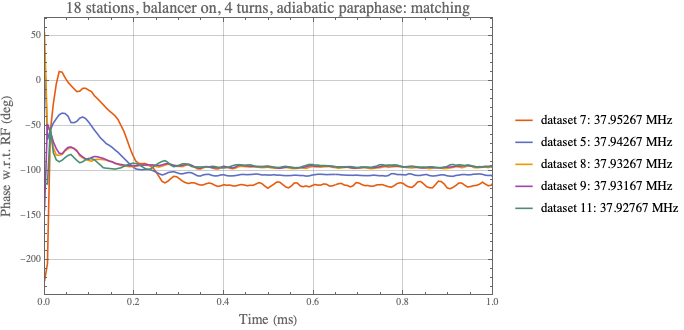 18 stations, balancer on, 4 turns, adiabatic paraphase: matching
Phase w.r.t. RF (deg)
50
0
-50
-100
-150
-200
0.0
0.2
0.4
0.6
0.8
1.0
Time (ms)
dataset 7: 37.95267 MHz
dataset 5: 37.94267 MHz
dataset 8: 37.93267 MHz
dataset 9: 37.93167 MHz
dataset 11: 37.92767 MHz